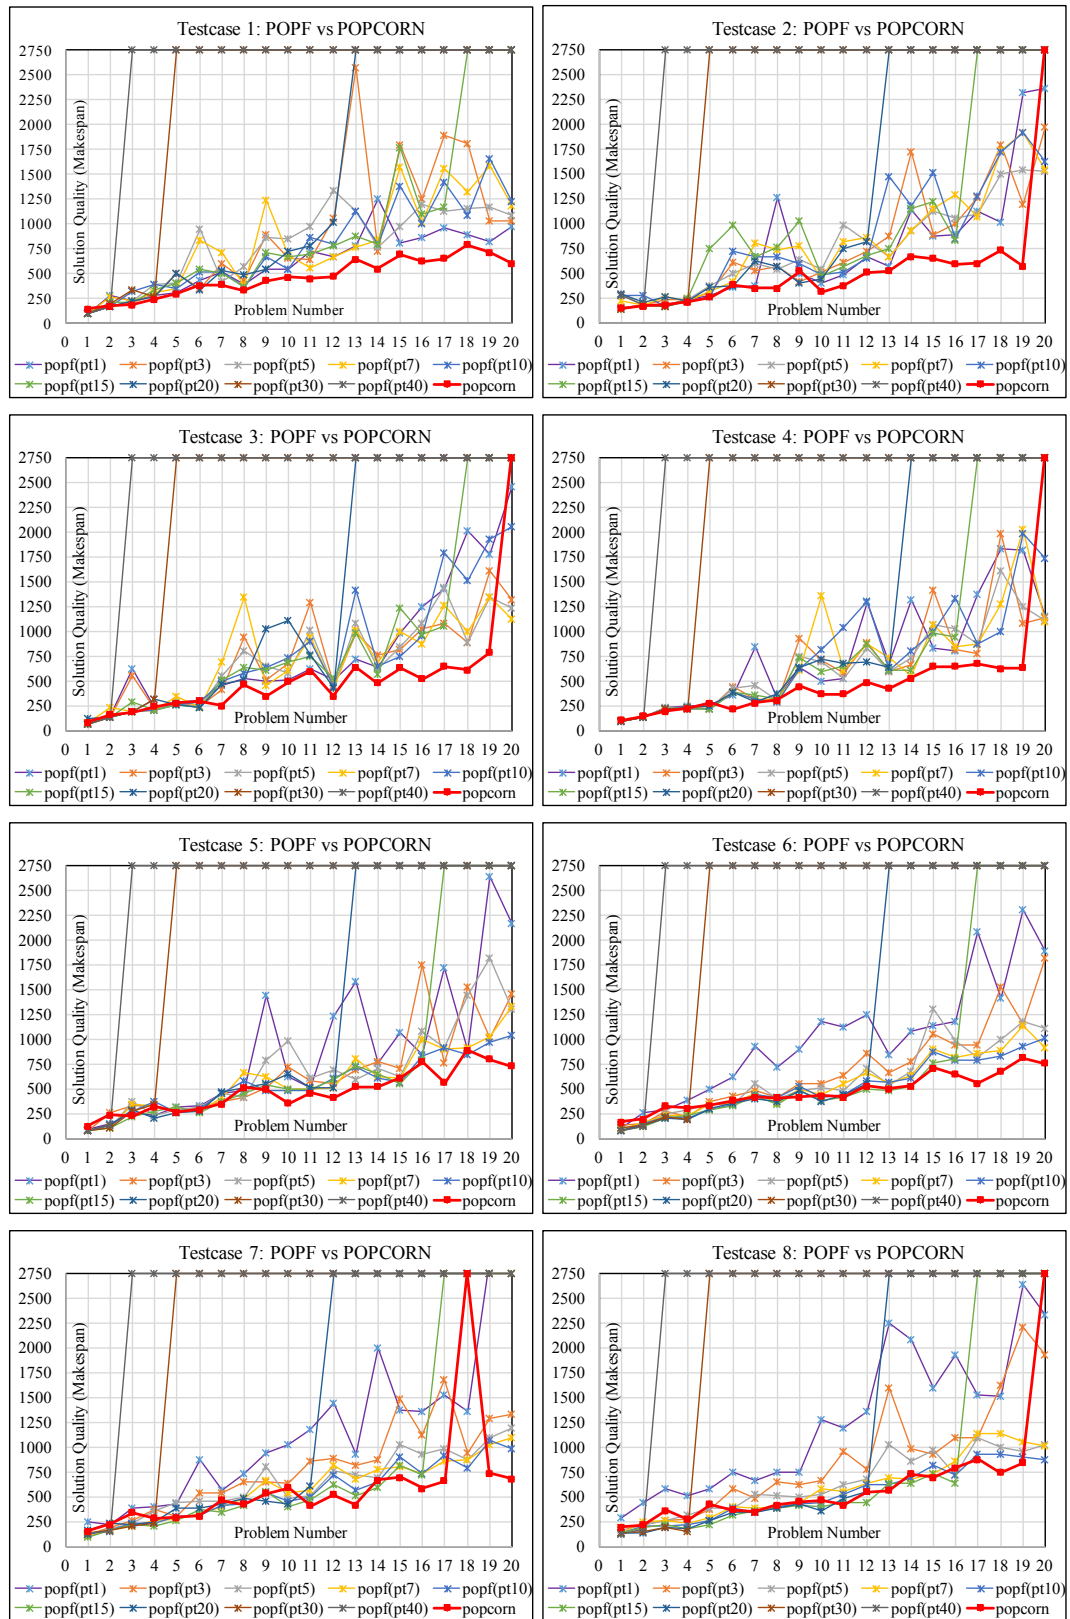 Testcase 1: POPF vs POPCORN
Solution Quality (Makespan)
2750
2500
2250
2000
1750
1500
1250
1000
750
500
250
0
Problem Number
0 1 2 3 4 5 6 7 8 9 10 11 12 13 14 15 16 17 18 19 20
popf(pt1) popf(pt3) popf(pt5) popf(pt7) popf(pt10)
popf(pt15) popf(pt20) popf(pt30) popf(pt40) popcorn
Testcase 2: POPF vs POPCORN
Solution Quality (Makespan)
2750
2500
2250
2000
1750
1500
1250
1000
750
500
250
0
Problem Number
0 1 2 3 4 5 6 7 8 9 10 11 12 13 14 15 16 17 18 19 20
popf(pt1) popf(pt3) popf(pt5) popf(pt7) popf(pt10)
popf(pt15) popf(pt20) popf(pt30) popf(pt40) popcorn
Testcase 3: POPF vs POPCORN
Solution Quality (Makespan)
2750
2500
2250
2000
1750
1500
1250
1000
750
500
250
0
Problem Number
0 1 2 3 4 5 6 7 8 9 10 11 12 13 14 15 16 17 18 19 20
popf(pt1) popf(pt3) popf(pt5) popf(pt7) popf(pt10)
popf(pt15) popf(pt20) popf(pt30) popf(pt40) popcorn
Testcase 4: POPF vs POPCORN
Solution Quality (Makespan)
2750
2500
2250
2000
1750
1500
1250
1000
750
500
250
0
Problem Number
0 1 2 3 4 5 6 7 8 9 10 11 12 13 14 15 16 17 18 19 20
popf(pt1) popf(pt3) popf(pt5) popf(pt7) popf(pt10)
popf(pt15) popf(pt20) popf(pt30) popf(pt40) popcorn
Testcase 5: POPF vs POPCORN
Solution Quality (Makespan)
2750
2500
2250
2000
1750
1500
1250
1000
750
500
250
0
Problem Number
0 1 2 3 4 5 6 7 8 9 10 11 12 13 14 15 16 17 18 19 20
popf(pt1) popf(pt3) popf(pt5) popf(pt7) popf(pt10)
popf(pt15) popf(pt20) popf(pt30) popf(pt40) popcorn
Testcase 6: POPF vs POPCORN
Solution Quality (Makespan)
2750
2500
2250
2000
1750
1500
1250
1000
750
500
250
0
Problem Number
0 1 2 3 4 5 6 7 8 9 10 11 12 13 14 15 16 17 18 19 20
popf(pt1) popf(pt3) popf(pt5) popf(pt7) popf(pt10)
popf(pt15) popf(pt20) popf(pt30) popf(pt40) popcorn
Testcase 7: POPF vs POPCORN
Solution Quality (Makespan)
2750
2500
2250
2000
1750
1500
1250
1000
750
500
250
0
Problem Number
0 1 2 3 4 5 6 7 8 9 10 11 12 13 14 15 16 17 18 19 20
popf(pt1) popf(pt3) popf(pt5) popf(pt7) popf(pt10)
popf(pt15) popf(pt20) popf(pt30) popf(pt40) popcorn
Testcase 8: POPF vs POPCORN
Solution Quality (Makespan)
2750
2500
2250
2000
1750
1500
1250
1000
750
500
250
0
Problem Number
0 1 2 3 4 5 6 7 8 9 10 11 12 13 14 15 16 17 18 19 20
popf(pt1) popf(pt3) popf(pt5) popf(pt7) popf(pt10)
popf(pt15) popf(pt20) popf(pt30) popf(pt40) popcorn